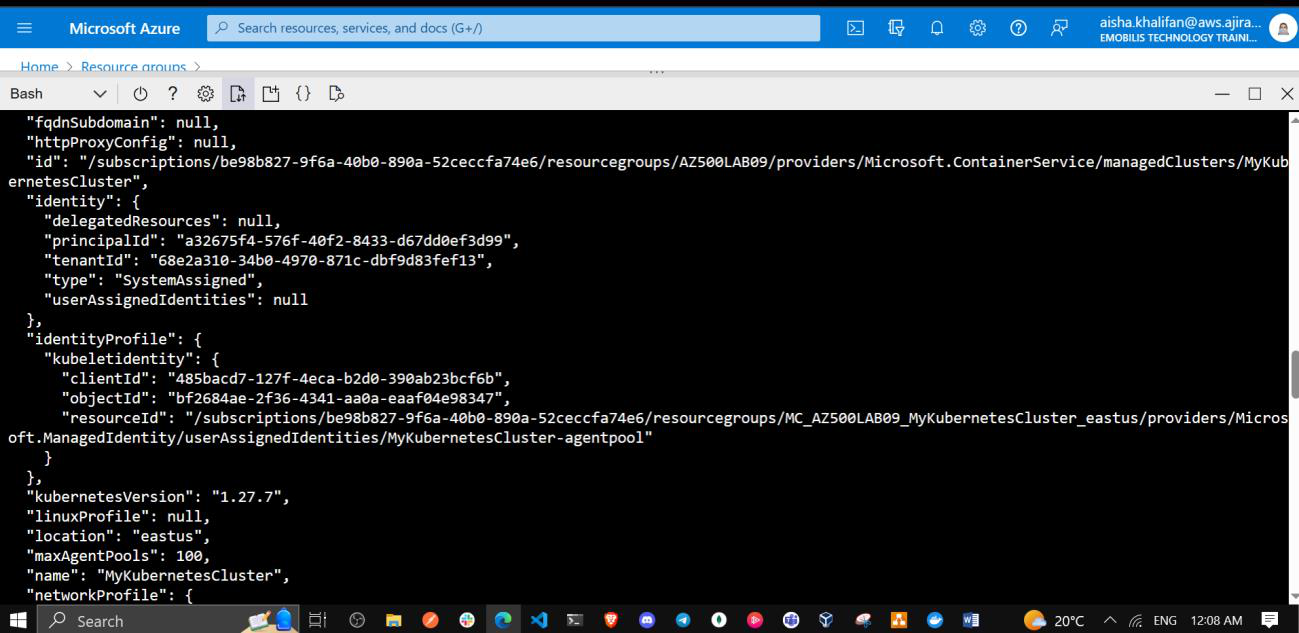 Microsoft Azure
Search resources, services, and docs (G+/)
aisha.khalifan@aws.ajira...
EMOBILIS TECHNOLOGY TRAINI...
Home > Resource groups >
Bash
"fqdnSubdomain": null,
"httpProxyConfig": null,
"id": "/subscriptions/be98b827-9f6a-40b0-890a-52ceccfa74e6/resourcegroups/AZ500LAB09/providers/Microsoft.ContainerService/managedClusters/MyKub
ernetesCluster",
"identity": {
"delegatedResources": null,
"principalId": "a32675f4-576f-40f2-8433-d67dd0ef3d99",
"tenantId": "68e2a310-34b0-4970-871c-dbf9d83fef13",
"type": "SystemAssigned",
"userAssignedIdentities": null
},
"identityProfile": {
"kubeletidentity": {
"clientId": "485bacd7-127f-4eca-b2d0-390ab23bcf6b",
"objectId": "bf2684ae-2f36-4341-aa0a-eaaf04e98347",
"resourceId": "/subscriptions/be98b827-9f6a-40b0-890a-52ceccfa74e6/resourcegroups/MC_AZ500LAB09_MyKubernetesCluster_eastus/providers/Micros
oft.ManagedIdentity/userAssignedIdentities/MyKubernetesCluster-agentpool"
}
},
"kubernetesVersion": "1.27.7",
"linuxProfile": null,
"location": "eastus",
"maxAgentPools": 100,
"name": "MyKubernetesCluster",
"networkProfile": {
Search
20°C
ENG
12:08 AM